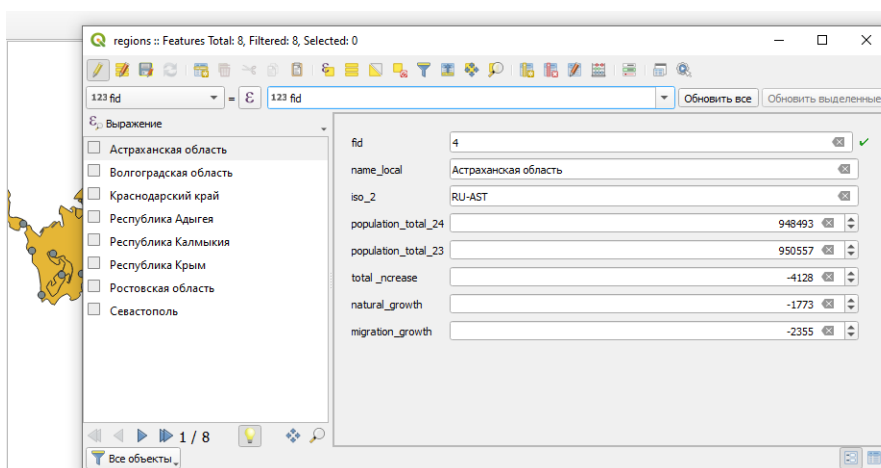 regions :: Features Total: 8, Filtered: 8, Selected: 0
123 fid = ε 123 fid Обновить все Обновить выделенные
Выражение
Астраханская область
Волгоградская область
Краснодарский край
Республика Адыгея
Республика Калмыкия
Республика Крым
Ростовская область
Севастополь
fid 4
name_local Астраханская область
iso_2 RU-AST
population_total_24 948493
population_total_23 950557
total _ncrease -4128
natural_growth -1773
migration_growth -2355
1 / 8
Все объекты